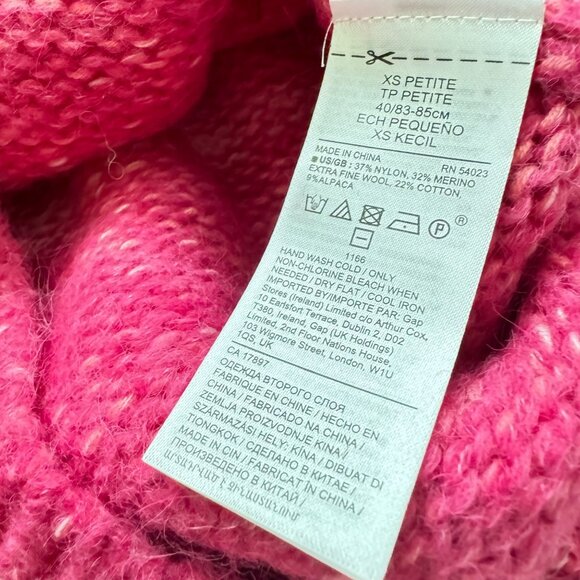 XS PETITE
TP PETITE
40/83-85см
ECH PEQUEÑO
XS KECIL
MADE IN CHINA RN 54023
US/GB : 37% NYLON, 32% MERINO
EXTRA FINE WOOL, 22% COTTON,
9%ALPACA
P ®
1166
HAND WASH COLD / ONLY
NON-CHLORINE BLEACH WHEN
NEEDED / DRY FLAT / COOL IRON
IMPORTED BY/IMPORTE PAR: Gap
Stores (Ireland) Limited c/o Arthur Cox,
10 Earlsfort Terrace, Dublin 2, D02
T380, Ireland, Gap (UK Holdings)
Limited, 2nd Floor Nations House,
103 Wigmore Street, London, W1U
1QS, UK
CA 17897
ОДЕЖДА ВТОРОГО СЛОЯ
FABRIQUE EN CHINE / HECHO EN
CHINA / FABRICADO NA CHINA /
ZEMLJA PROIZVODNJE KINA /
SZÁRMAZÁSI HELY: KÍNA /
TIONGKOK / СДЕЛАНО В КИТАЕ /
MADE IN CIN / FABRICAT ÎN CHINA /
ПРОИЗВЕДЕНО В КИТАЙ /
DIBUAT DI